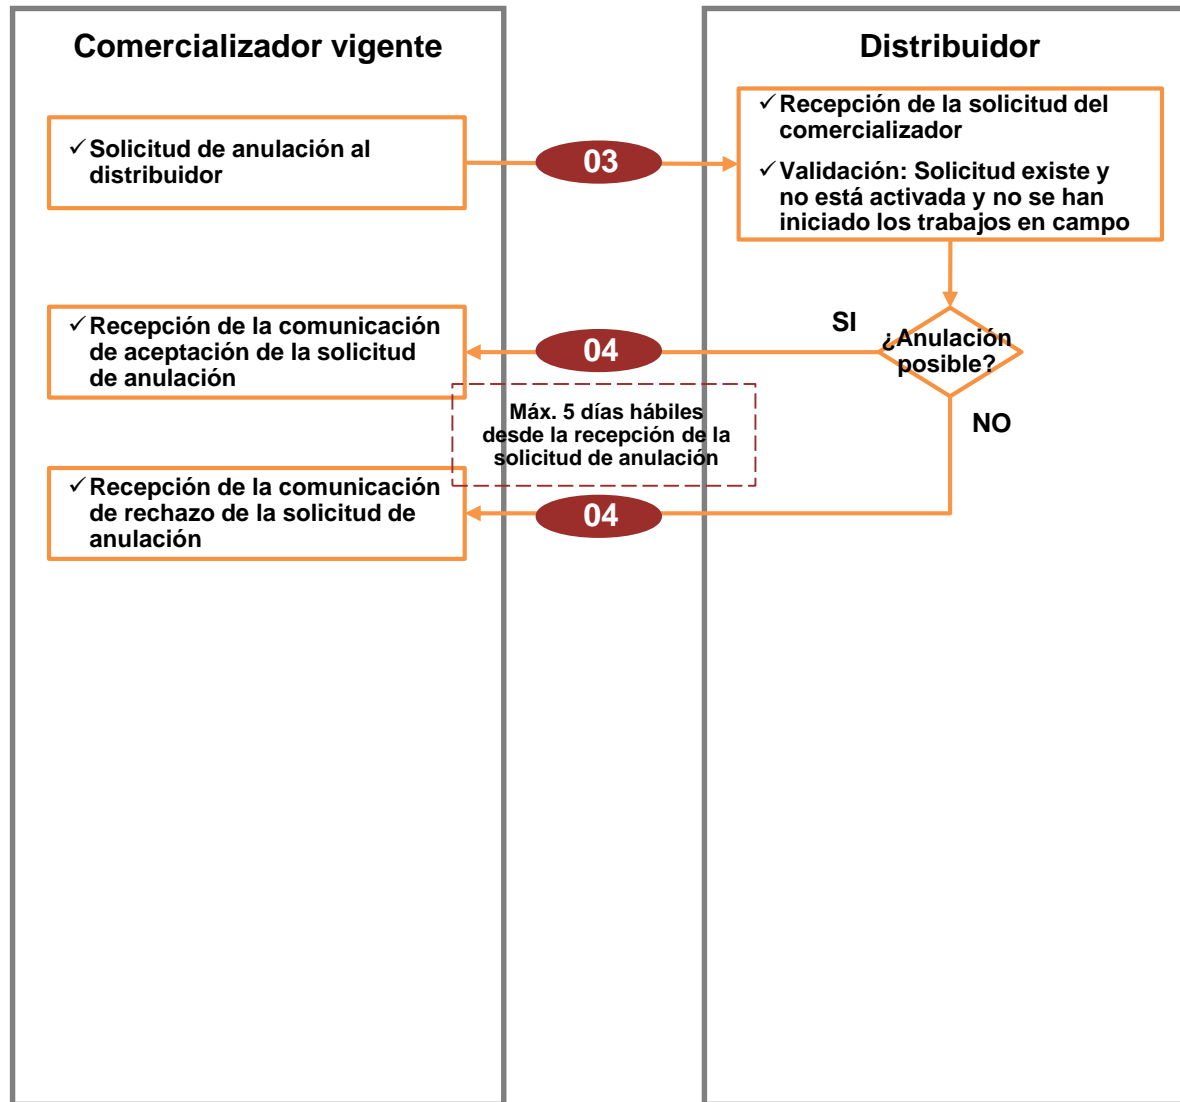 Comercializador vigente
✓ Solicitud de anulación al
distribuidor
✓ Recepción de la comunicación
de aceptación de la solicitud
de anulación
✓ Recepción de la comunicación
de rechazo de la solicitud de
anulación
03
04
Máx. 5 días hábiles
desde la recepción de la
solicitud de anulación
04
Distribuidor
✓ Recepción de la solicitud del
comercializador
✓ Validación: Solicitud existe y
no está activada y no se han
iniciado los trabajos en campo
SI
¿Anulación
posible?
NO